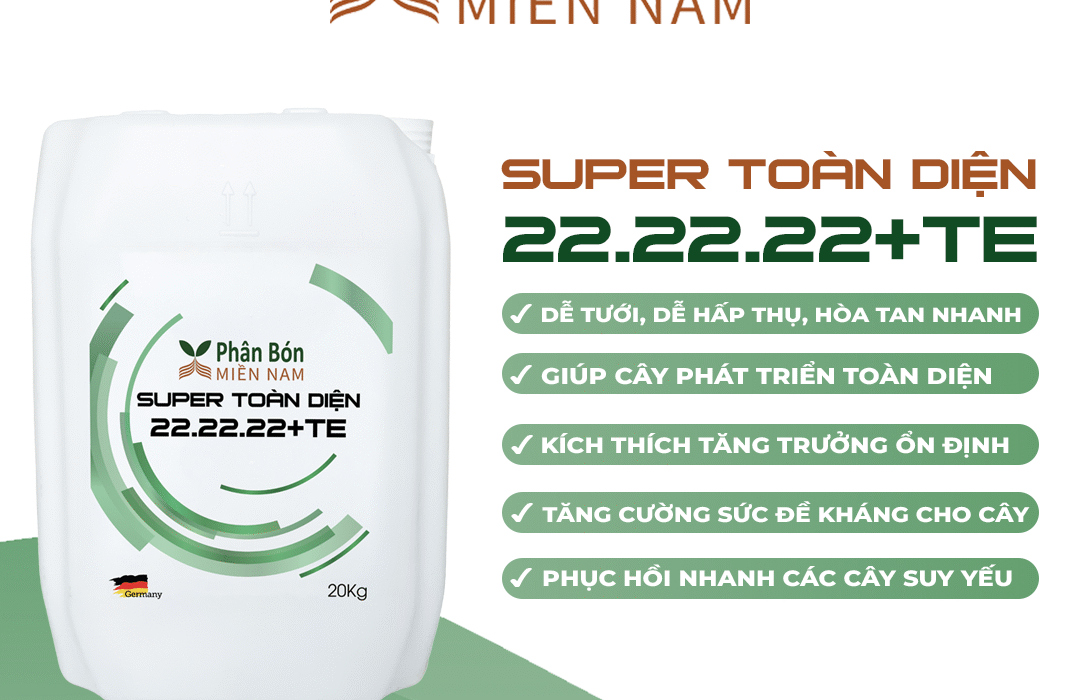 MIỀN NAM
SUPER TOÀN DIỆN
22.22.22+TE
✓ DỄ TƯỚI, DỄ HẤP THỤ, HÒA TAN NHANH
✓ GIÚP CÂY PHÁT TRIỂN TOÀN DIỆN
✓ KÍCH THÍCH TĂNG TRƯỞNG ỔN ĐỊNH
✓ TĂNG CƯỜNG SỨC ĐỀ KHÁNG CHO CÂY
✓ PHỤC HỒI NHANH CÁC CÂY SUY YẾU
Phân Bón
MIỀN NAM
SUPER TOÀN DIỆN
22.22.22+TE
Germany
20Kg